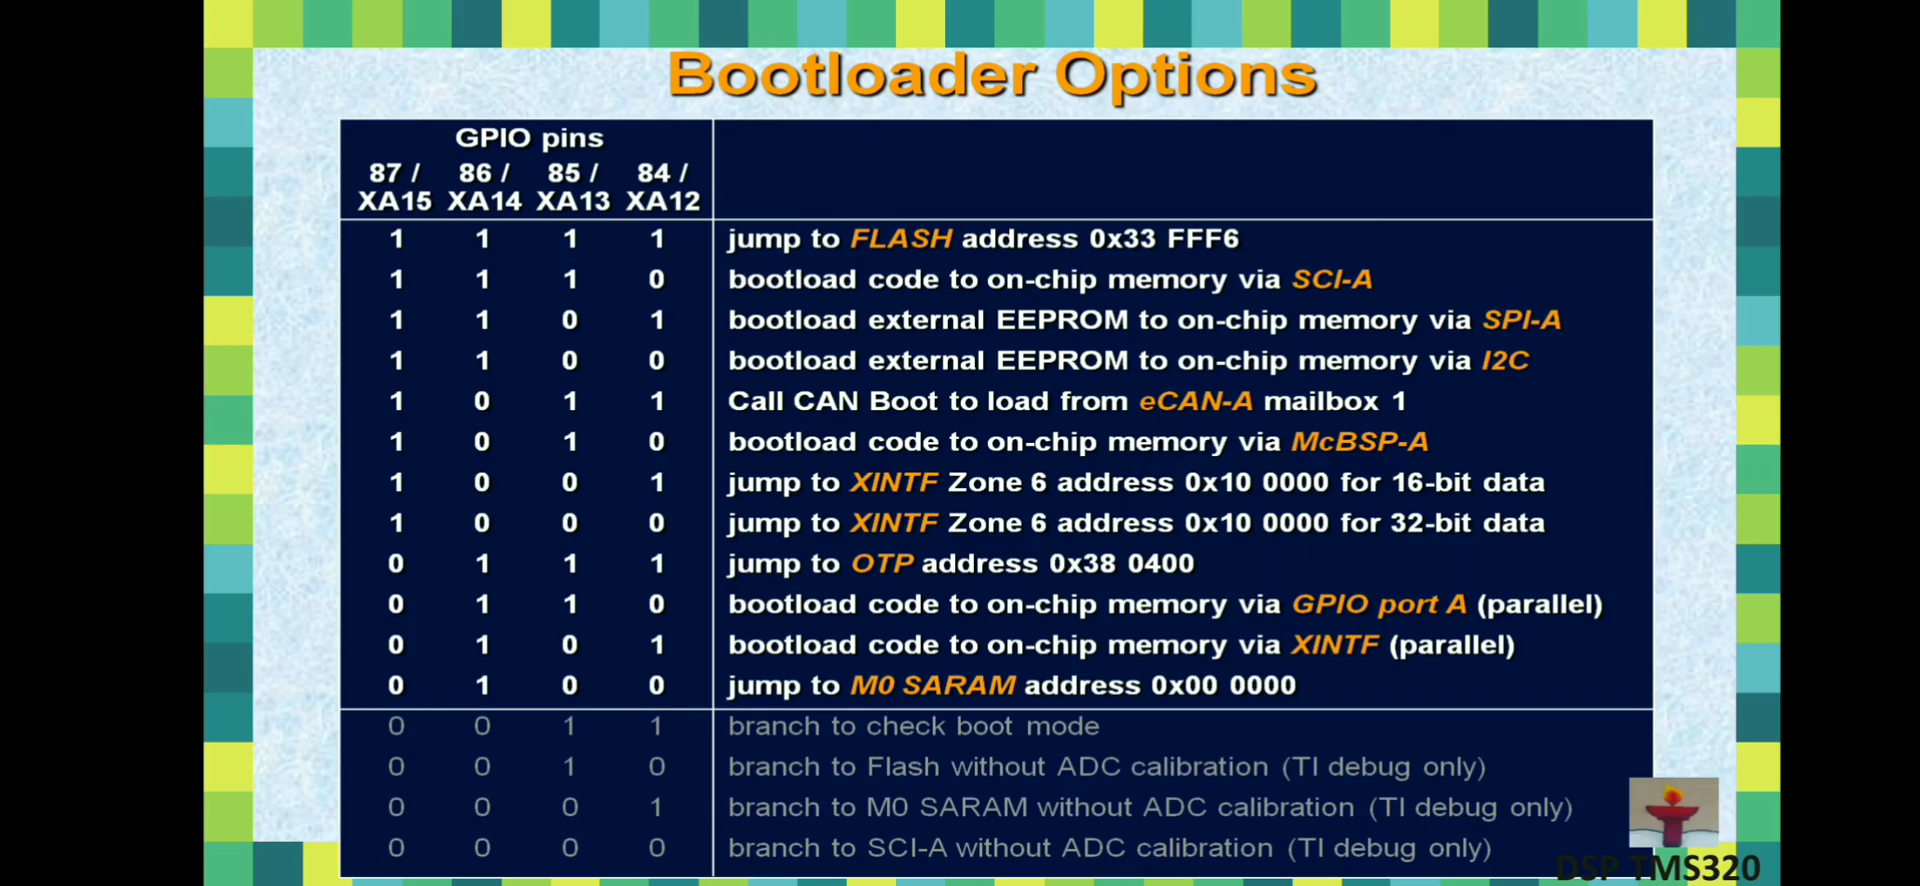 Bootloader Options
GPIO pins
87 / 86 / 85 / 84 /
XA15 XA14 XA13 XA12
1 1 1 1 jump to FLASH address 0x33 FFF6
1 1 1 0 bootload code to on-chip memory via SCI-A
1 1 0 1 bootload external EEPROM to on-chip memory via SPI-A
1 1 0 0 bootload external EEPROM to on-chip memory via I2C
1 0 1 1 Call CAN Boot to load from eCAN-A mailbox 1
1 0 1 0 bootload code to on-chip memory via McBSP-A
1 0 0 1 jump to XINTF Zone 6 address 0x10 0000 for 16-bit data
1 0 0 0 jump to XINTF Zone 6 address 0x10 0000 for 32-bit data
0 1 1 1 jump to OTP address 0x38 0400
0 1 1 0 bootload code to on-chip memory via GPIO port A (parallel)
0 1 0 1 bootload code to on-chip memory via XINTF (parallel)
0 1 0 0 jump to M0 SARAM address 0x00 0000
0 0 1 1 branch to check boot mode
0 0 1 0 branch to Flash without ADC calibration (TI debug only)
0 0 0 1 branch to M0 SARAM without ADC calibration (TI debug only)
0 0 0 0 branch to SCI-A without ADC calibration (TI debug only)
DSP TMS320